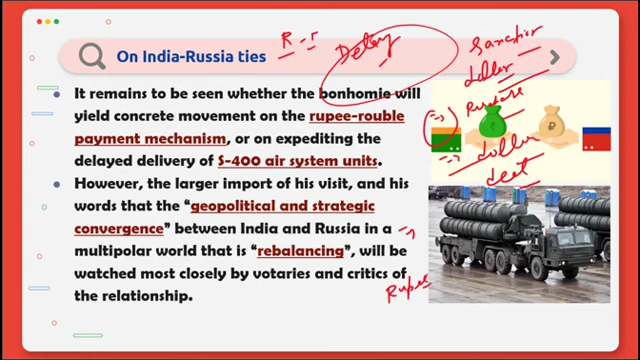 On India-Russia ties
R - r
Delay
Sanction
dollar
Purchase
dollar
debt
It remains to be seen whether the bonhomie will
yield concrete movement on the rupee-rouble
payment mechanism, or on expediting the
delayed delivery of S-400 air system units.
However, the larger import of his visit, and his
words that the “geopolitical and strategic
convergence” between India and Russia in a
multipolar world that is “rebalancing”, will be
watched most closely by votaries and critics of
the relationship.
Rupee